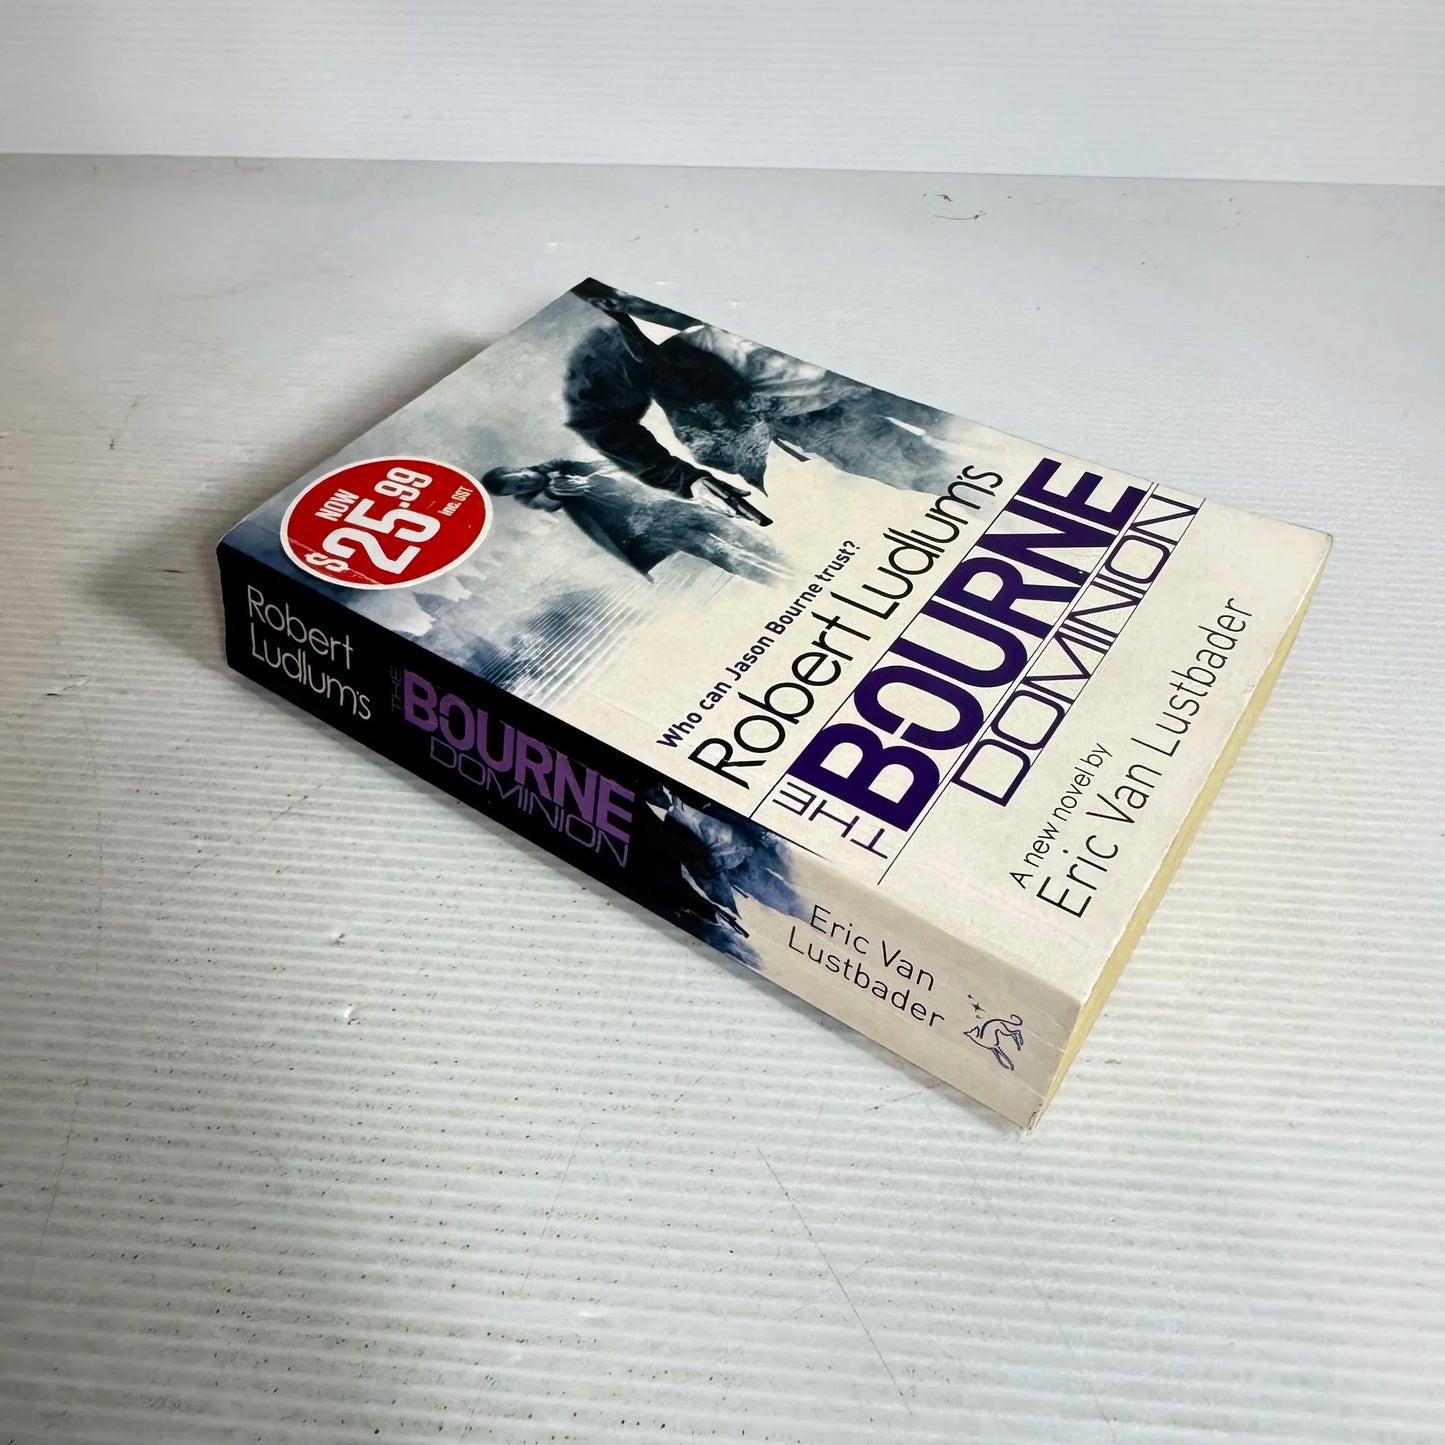 NOW
$25.99
inc. GST
Who can Jason Bourne trust?
Robert Ludlum's
THE
BOURNE
DOMINION
A new novel by
Eric Van Lustbader
Robert
Ludlum's
THE
BOURNE
DOMINION
Eric Van
Lustbader